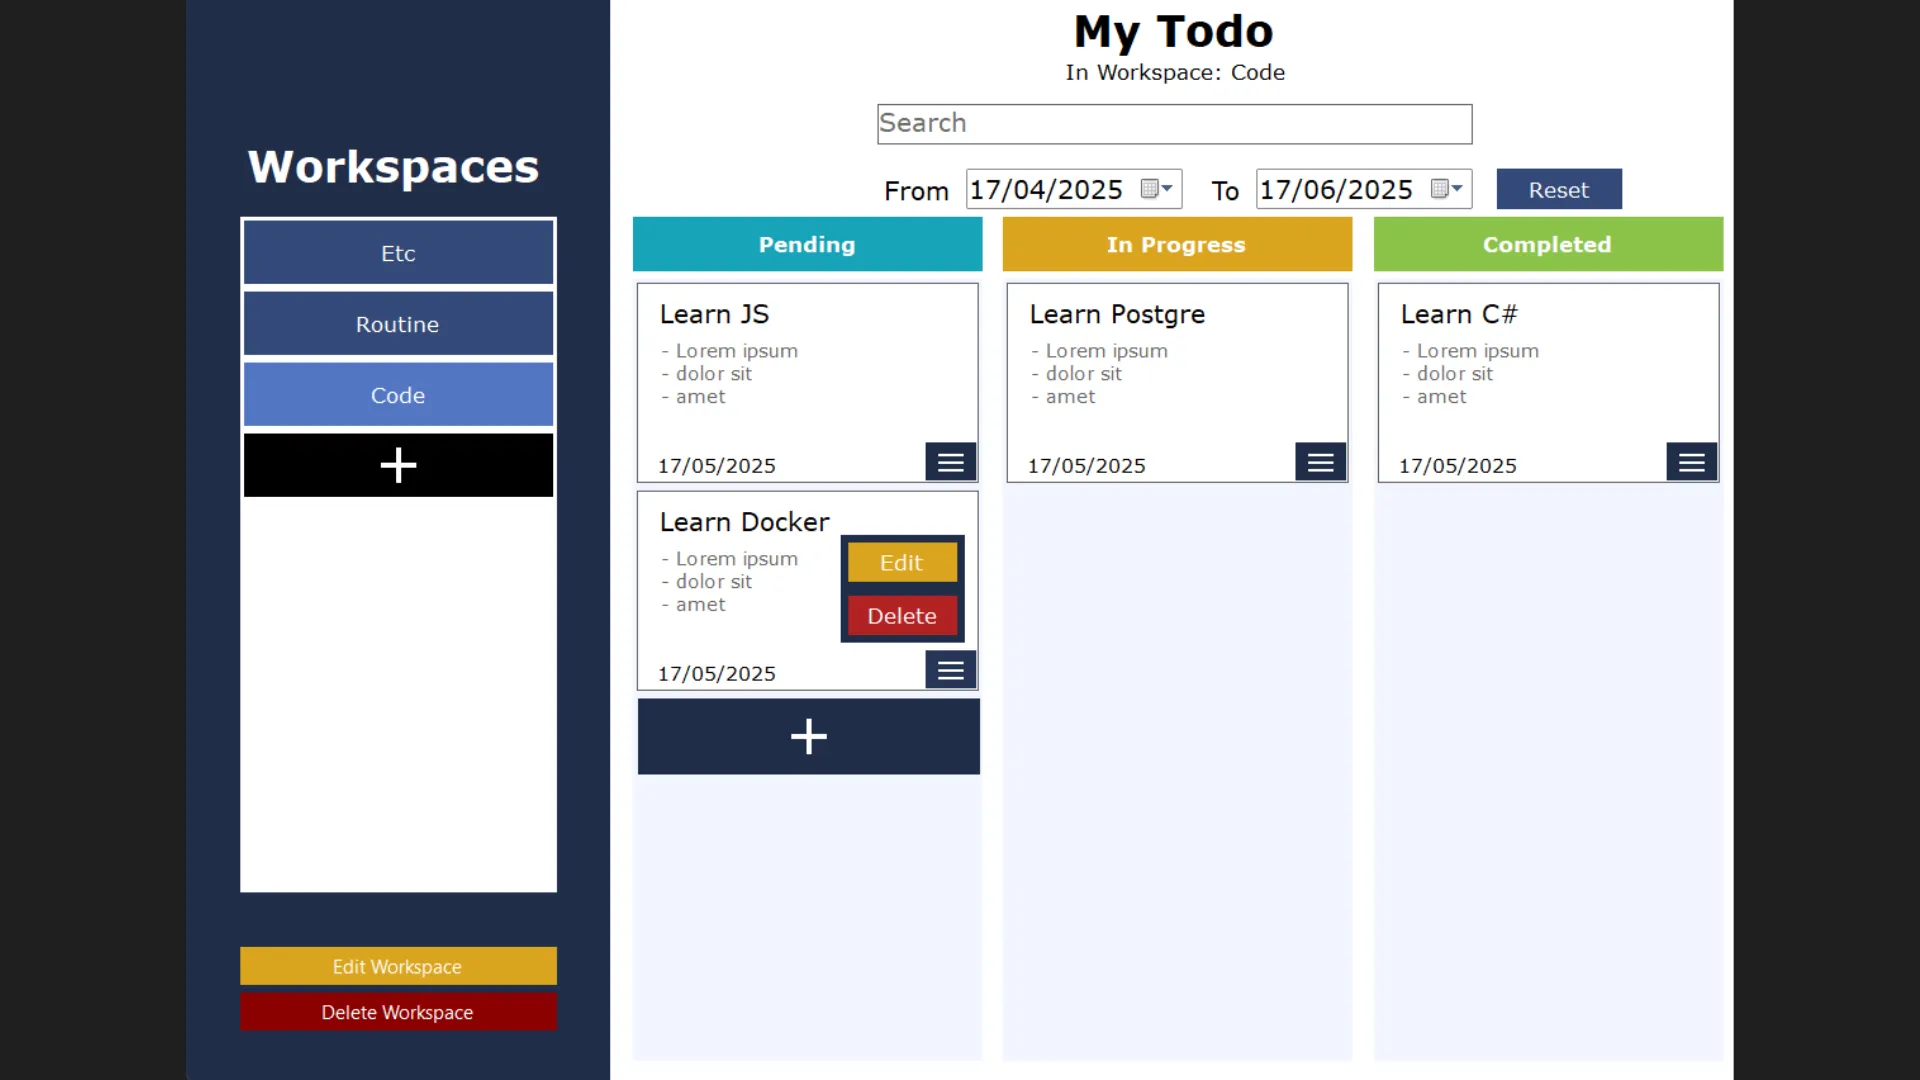 Workspaces
Etc
Routine
Code
Edit Workspace
Delete Workspace
My Todo
In Workspace: Code
Search
From 17/04/2025 To 17/06/2025 Reset
Pending
Learn JS
- Lorem ipsum
- dolor sit
- amet
17/05/2025
Learn Docker
- Lorem ipsum
- dolor sit
- amet
Edit
Delete
17/05/2025
In Progress
Learn Postgre
- Lorem ipsum
- dolor sit
- amet
17/05/2025
Completed
Learn C#
- Lorem ipsum
- dolor sit
- amet
17/05/2025